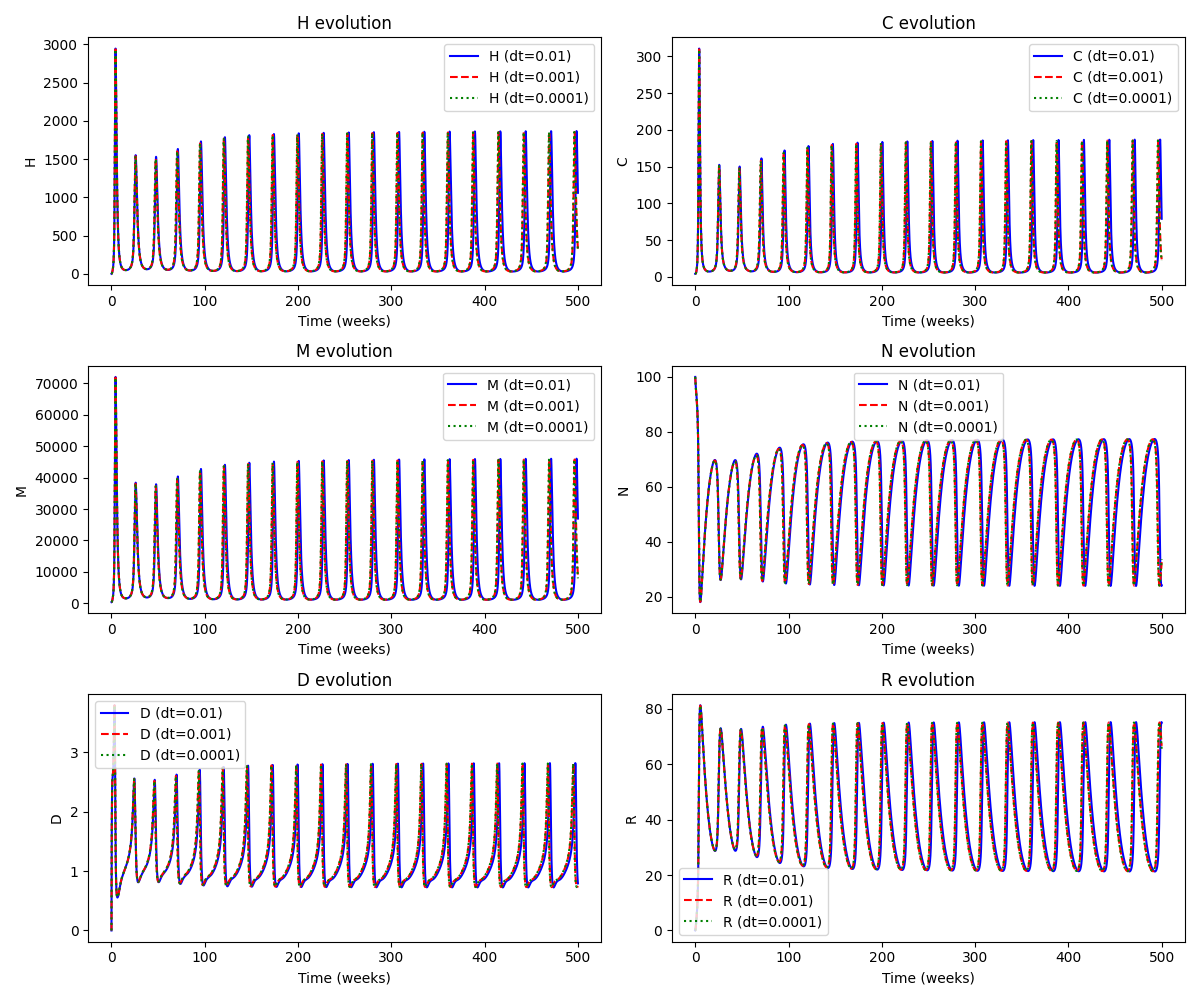 H evolution
H
3000
2500
2000
1500
1000
500
0
H (dt=0.01)
H (dt=0.001)
H (dt=0.0001)
0 100 200 300 400 500
Time (weeks)
C evolution
C
300
250
200
150
100
50
0
C (dt=0.01)
C (dt=0.001)
C (dt=0.0001)
0 100 200 300 400 500
Time (weeks)
M evolution
M
70000
60000
50000
40000
30000
20000
10000
0
M (dt=0.01)
M (dt=0.001)
M (dt=0.0001)
0 100 200 300 400 500
Time (weeks)
N evolution
N
100
80
60
40
20
N (dt=0.01)
N (dt=0.001)
N (dt=0.0001)
0 100 200 300 400 500
Time (weeks)
D evolution
D
3
2
1
0
D (dt=0.01)
D (dt=0.001)
D (dt=0.0001)
0 100 200 300 400 500
Time (weeks)
R evolution
R
80
60
40
20
0
R (dt=0.01)
R (dt=0.001)
R (dt=0.0001)
0 100 200 300 400 500
Time (weeks)